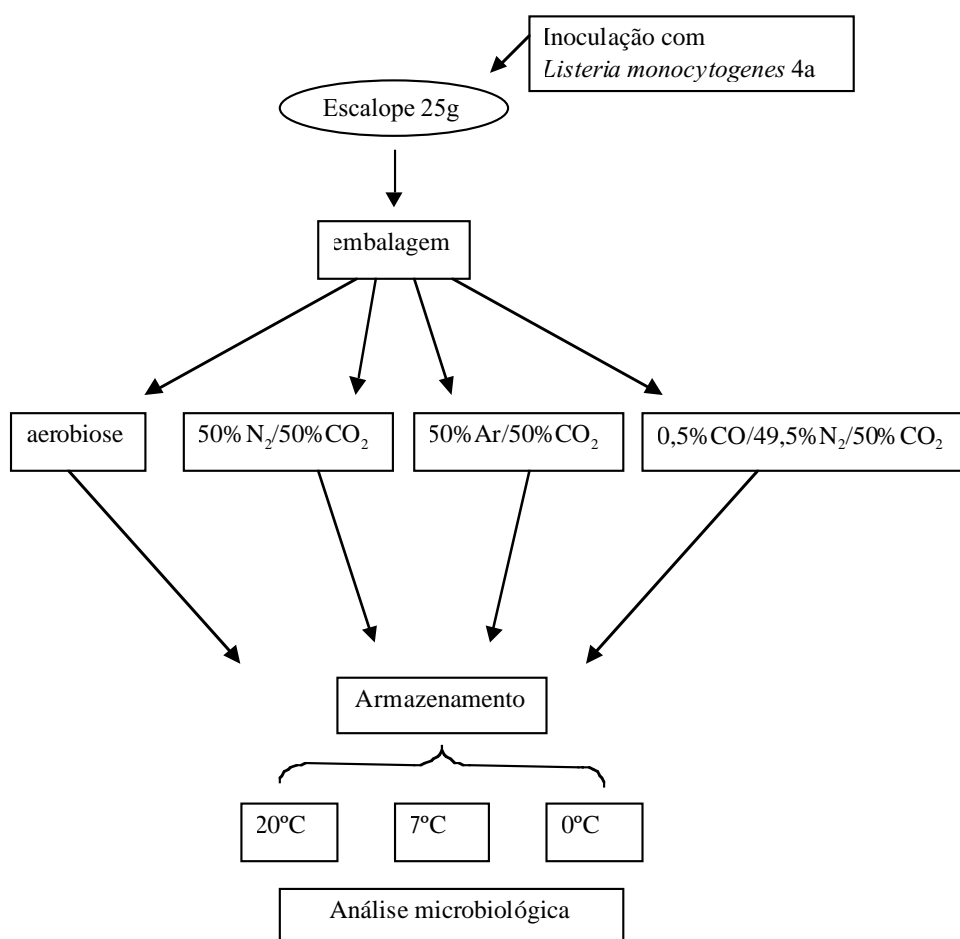 Inoculação com
Listeria monocytogenes 4a
Escalope 25g
embalagem
aerobiose
50% N₂/50% CO₂
50% Ar/50% CO₂
0,5% CO/49,5% N₂/50% CO₂
Armazenamento
20ºC
7ºC
0ºC
Análise microbiológica